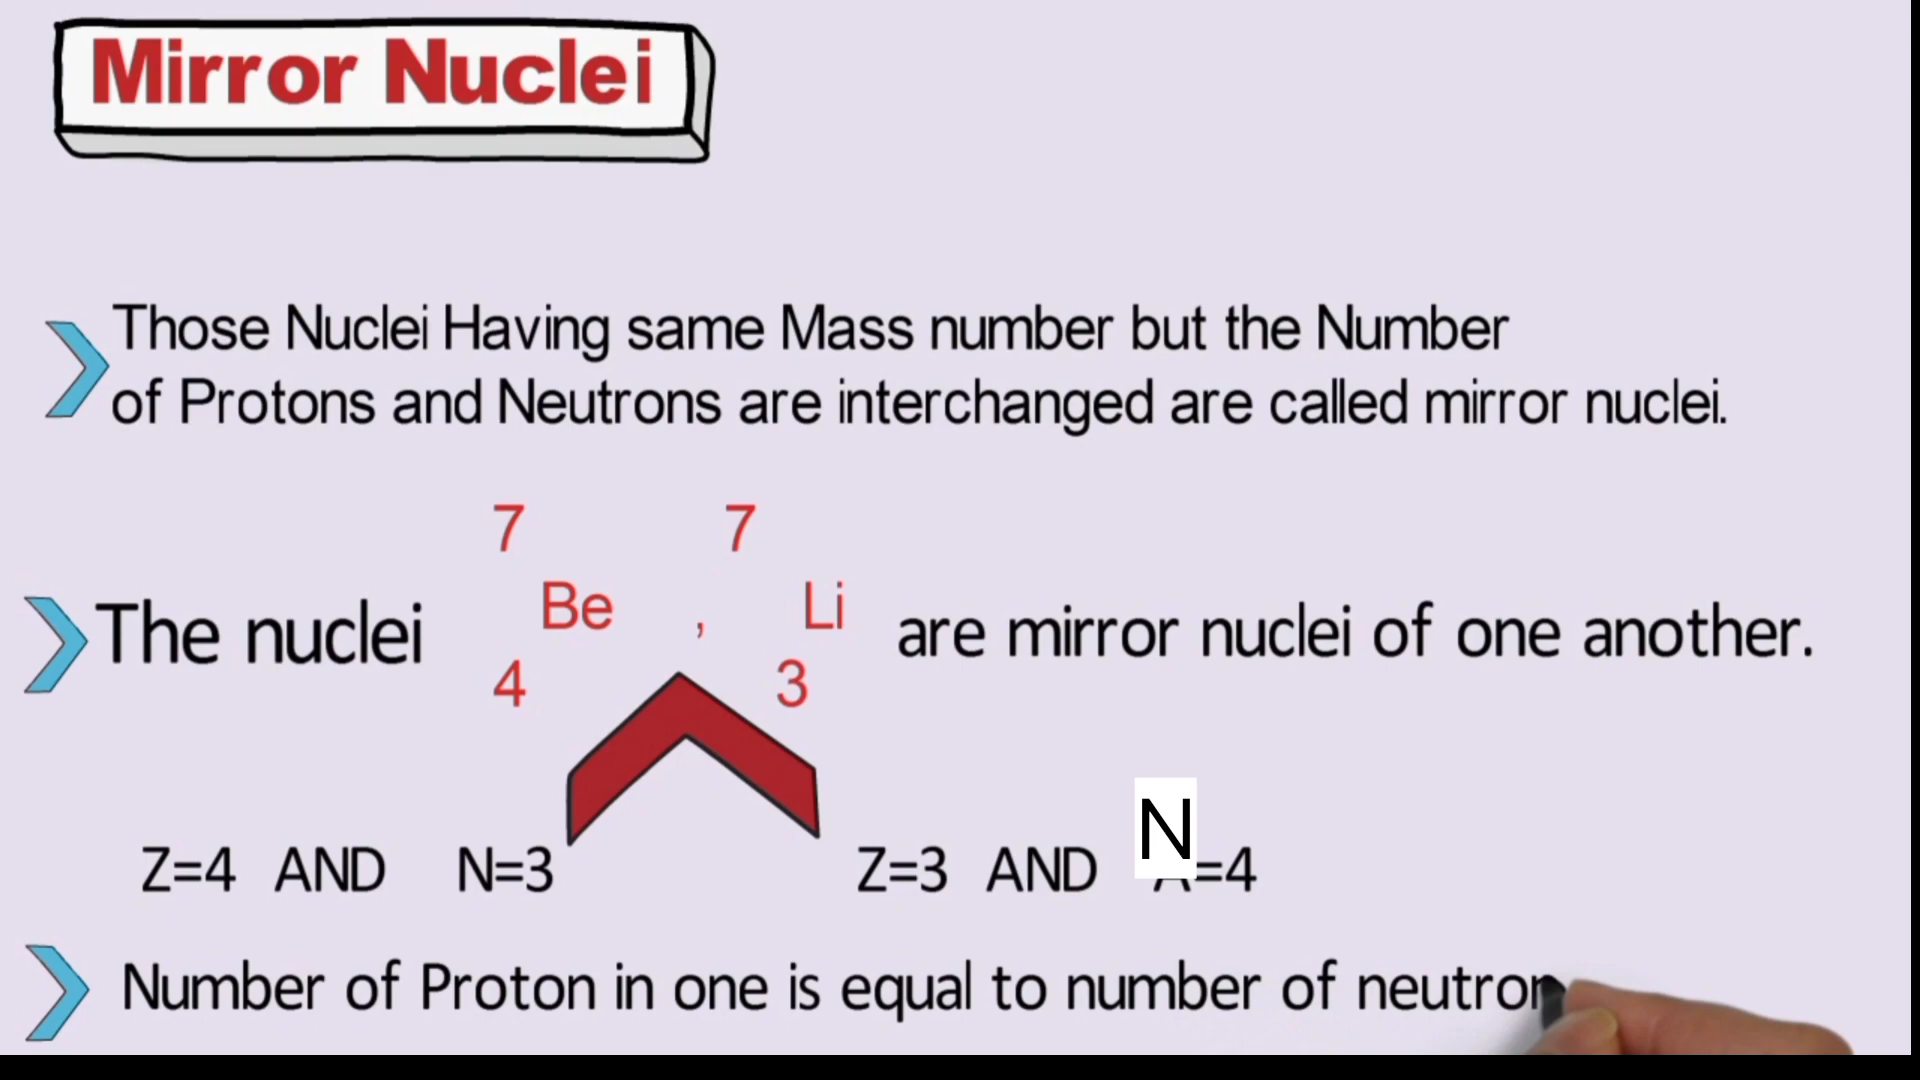 Mirror Nuclei
Those Nuclei Having same Mass number but the Number
of Protons and Neutrons are interchanged are called mirror nuclei.
7 7
The nuclei Be , Li are mirror nuclei of one another.
4 3
Z=4 AND N=3 Z=3 AND N=4
Number of Proton in one is equal to number of neutron